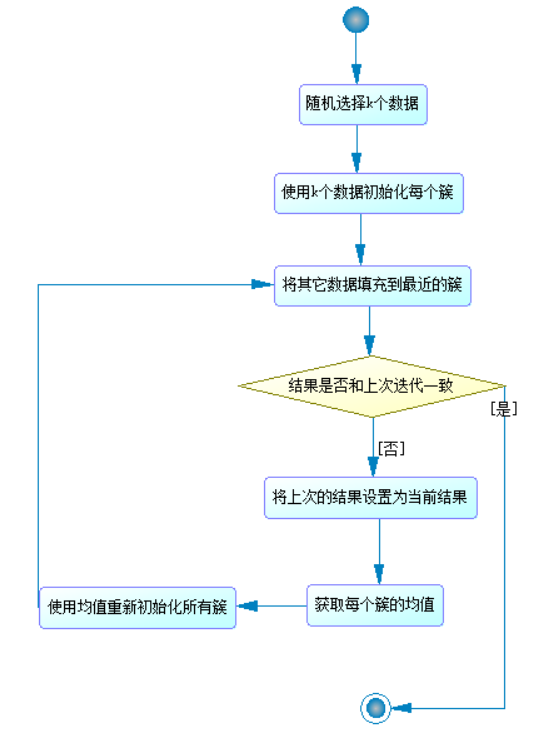 随机选择k个数据
使用k个数据初始化每个簇
将其它数据填充到最近的簇
结果是否和上次迭代一致
[是]
[否]
将上次的结果设置为当前结果
获取每个簇的均值
使用均值重新初始化所有簇